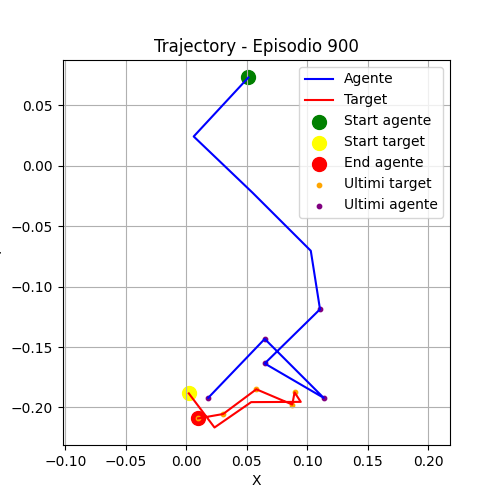 Trajectory - Episodio 900
Agente
Target
Start agente
Start target
End agente
Ultimi target
Ultimi agente
0.05
0.00
−0.05
−0.10
−0.15
−0.20
−0.10
−0.05
0.00
0.05
0.10
0.15
0.20
X